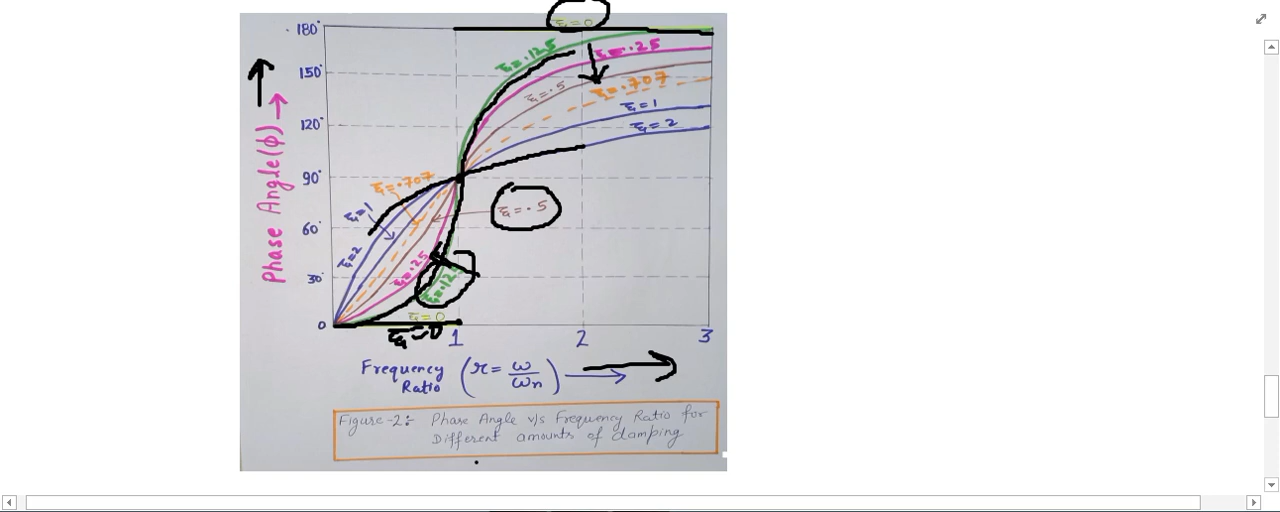 ξ=0
180°
ξ=.125
ξ=.25
150°
ξ=.5
ξ=.707
ξ=1
120°
ξ=2
Phase Angle(ϕ)
90°
ξ=.707
ξ=1
ξ=.5
60°
ξ=2
ξ=.25
30°
ξ=.125
ξ=0
0
ξ=0
1
2
3
Frequency Ratio (r=ω/ωn)
Figure-2:- Phase Angle v/s Frequency Ratio for
Different amounts of damping